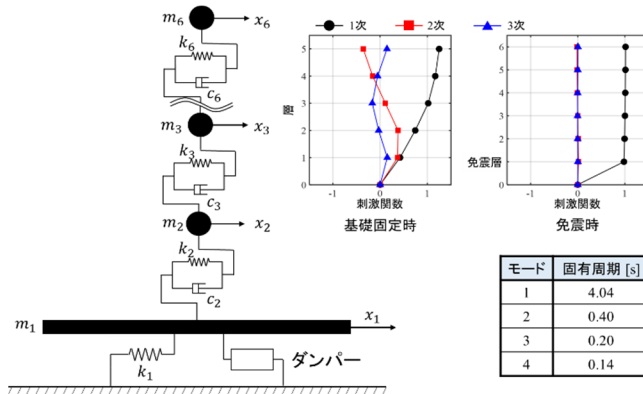 m₆
x₆
k₆
c₆
m₃
x₃
k₃
c₃
m₂
x₂
k₂
c₂
m₁
x₁
k₁
ダンパー
1次 2次 3次
層
5
4
3
2
1
0
-1 0 1
刺激関数
基礎固定時
6
5
4
3
2
免震層
0
-1 0 1
刺激関数
免震時
モード 固有周期 [s]
1 4.04
2 0.40
3 0.20
4 0.14